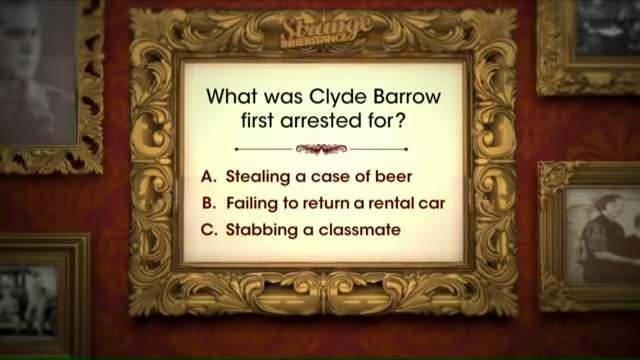 Strange
INHERITANCE
What was Clyde Barrow
first arrested for?
A. Stealing a case of beer
B. Failing to return a rental car
C. Stabbing a classmate